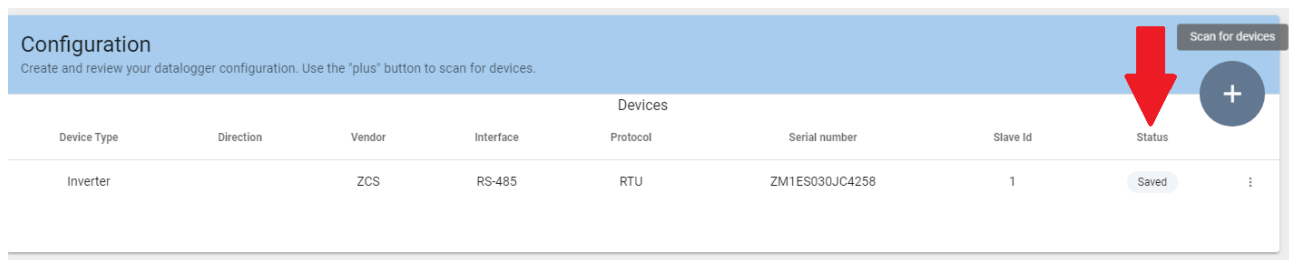 Configuration
Scan for devices
Create and review your datalogger configuration. Use the "plus" button to scan for devices.
Devices
Device Type Direction Vendor Interface Protocol Serial number Slave Id Status
Inverter ZCS RS-485 RTU ZM1ES030JC4258 1 Saved